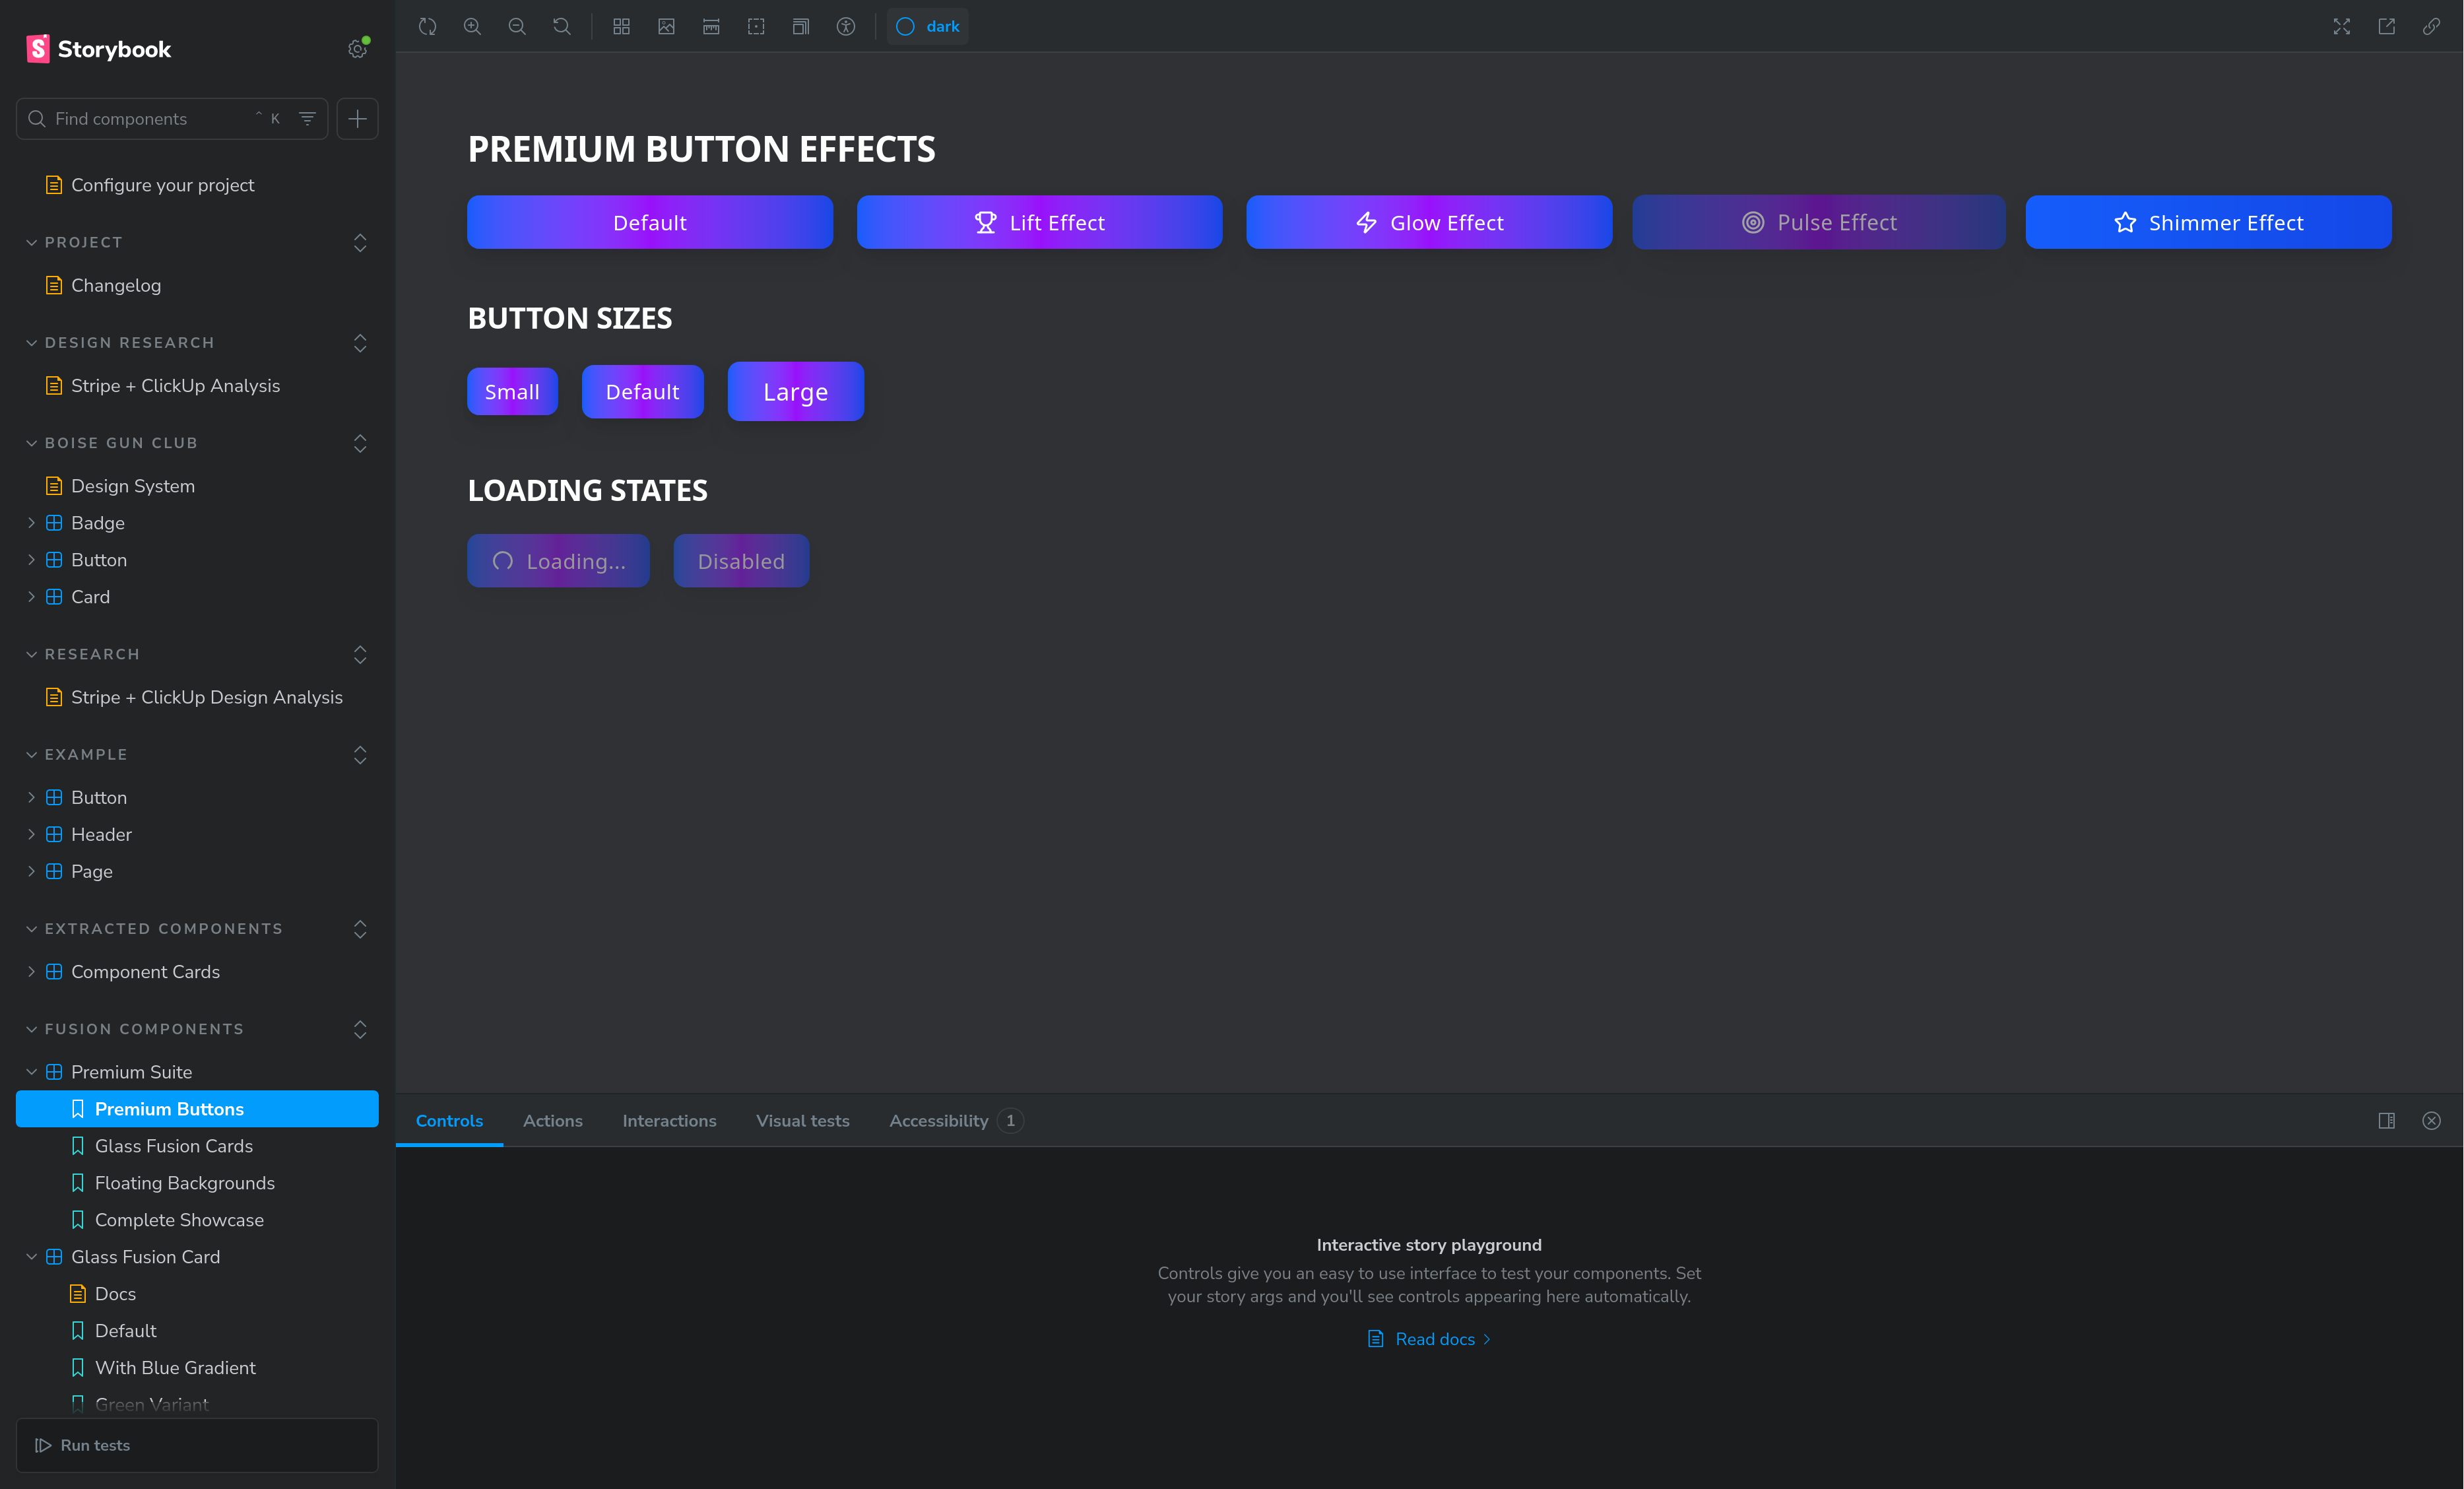 Storybook
Find components
⌃ K
Configure your project
PROJECT
Changelog
DESIGN RESEARCH
Stripe + ClickUp Analysis
BOISE GUN CLUB
Design System
Badge
Button
Card
RESEARCH
Stripe + ClickUp Design Analysis
EXAMPLE
Button
Header
Page
EXTRACTED COMPONENTS
Component Cards
FUSION COMPONENTS
Premium Suite
Premium Buttons
Glass Fusion Cards
Floating Backgrounds
Complete Showcase
Glass Fusion Card
Docs
Default
With Blue Gradient
Green Variant
Run tests
dark
PREMIUM BUTTON EFFECTS
Default
Lift Effect
Glow Effect
Pulse Effect
Shimmer Effect
BUTTON SIZES
Small
Default
Large
LOADING STATES
Loading...
Disabled
Controls
Actions
Interactions
Visual tests
Accessibility 1
Interactive story playground
Controls give you an easy to use interface to test your components. Set
your story args and you'll see controls appearing here automatically.
Read docs